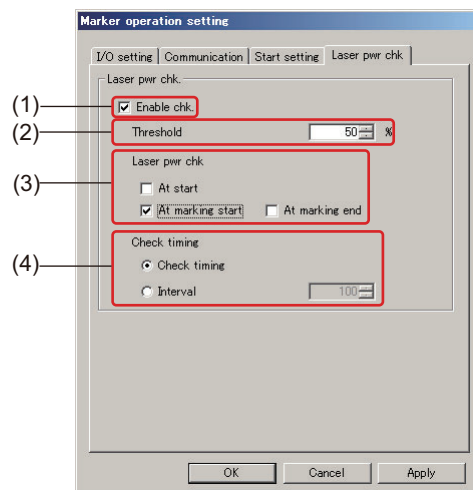 Marker operation setting
I/O setting Communication Start setting Laser pwr chk
Laser pwr chk.
(1) Enable chk.
(2) Threshold 50 %
Laser pwr chk
(3) At start
At marking start At marking end
Check timing
(4) Check timing
Interval 100
OK Cancel Apply